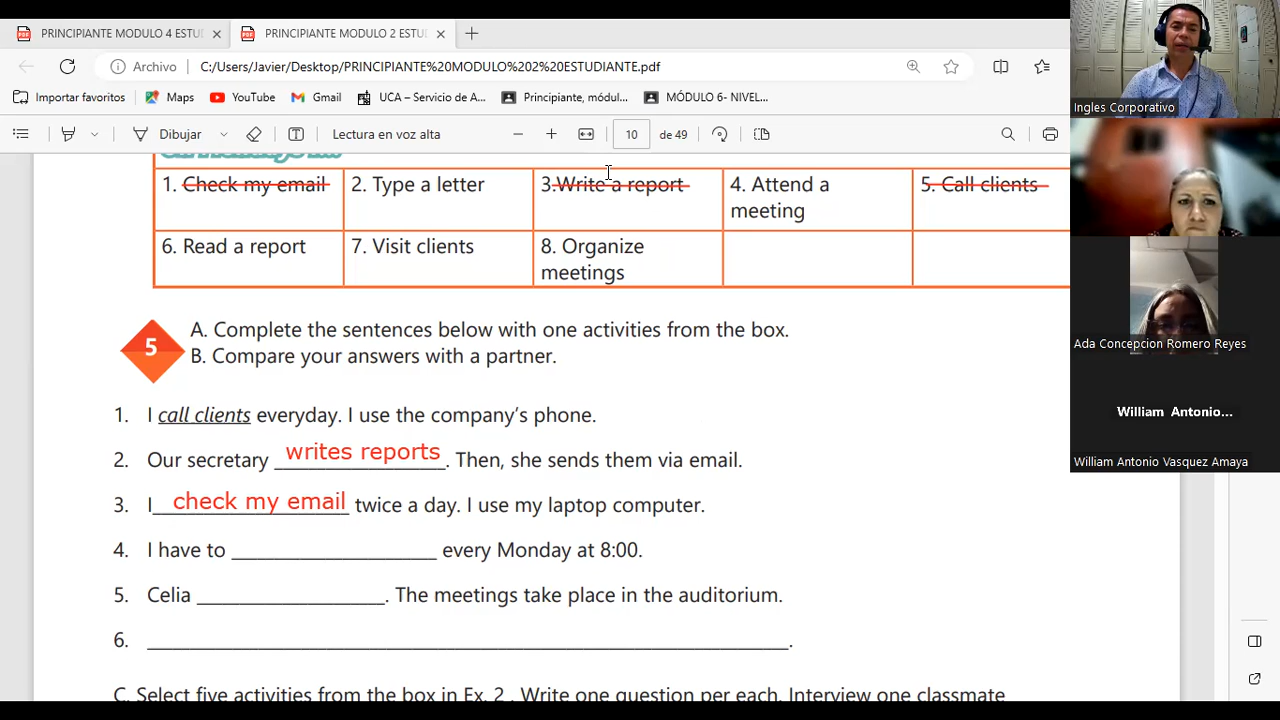 PRINCIPIANTE MODULO 4 ESTU
PRINCIPIANTE MODULO 2 ESTUI
Archivo
C:/Users/Javier/Desktop/PRINCIPIANTE%20MODULO%202%20ESTUDIANTE.pdf
Importar favoritos
Maps
YouTube
Gmail
UCA – Servicio de A...
Principiante, módul...
MÓDULO 6- NIVEL...
Dibujar
Lectura en voz alta
10
de 49
1. Check my email
2. Type a letter
3. Write a report
4. Attend a
meeting
5. Call clients
6. Read a report
7. Visit clients
8. Organize
meetings
5
A. Complete the sentences below with one activities from the box.
B. Compare your answers with a partner.
1. I call clients everyday. I use the company's phone.
2. Our secretary writes reports. Then, she sends them via email.
3. I check my email twice a day. I use my laptop computer.
4. I have to ____________________ every Monday at 8:00.
5. Celia __________________. The meetings take place in the auditorium.
6. ______________________________________________________________.
C. Select five activities from the box in Ex. 2 . Write one question per each. Interview one classmate
Ingles Corporativo
Ada Concepcion Romero Reyes
William Antonio...
William Antonio Vasquez Amaya